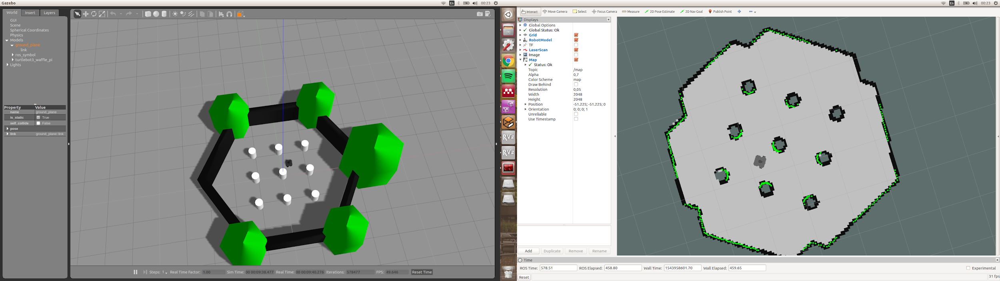 Gazebo
En
00:23
En
00:23
World Insert Layers
GUI
Scene
Spherical Coordinates
Physics
Models
ground_plane
link
ros_symbol
turtlebot3_waffle_pi
Lights
Property Value
name ground_plane
is_static True
self_collide False
pose
link ground_plane::link
Steps: 1 Real Time Factor: 1.00 Sim Time: 00 00:09:38.477 Real Time: 00 00:09:40.276 Iterations: 578477 FPS: 49.646 Reset Time
RViz
RViz
Interact Move Camera Select Focus Camera Measure 2D Pose Estimate 2D Nav Goal Publish Point
Displays
Global Options
Global Status: Ok
Grid
RobotModel
TF
LaserScan
Image
Map
Status: Ok
Topic /map
Alpha 0,7
Color Scheme map
Draw Behind
Resolution 0,05
Width 2048
Height 2048
Position -51.225; -51.225; 0
Orientation 0; 0; 0; 1
Unreliable
Use Timestamp
Add Duplicate Remove Rename
Time
ROS Time: 578.51 ROS Elapsed: 458.80 Wall Time: 1543958601.70 Wall Elapsed: 459.65 Experimental
Reset 31 fps